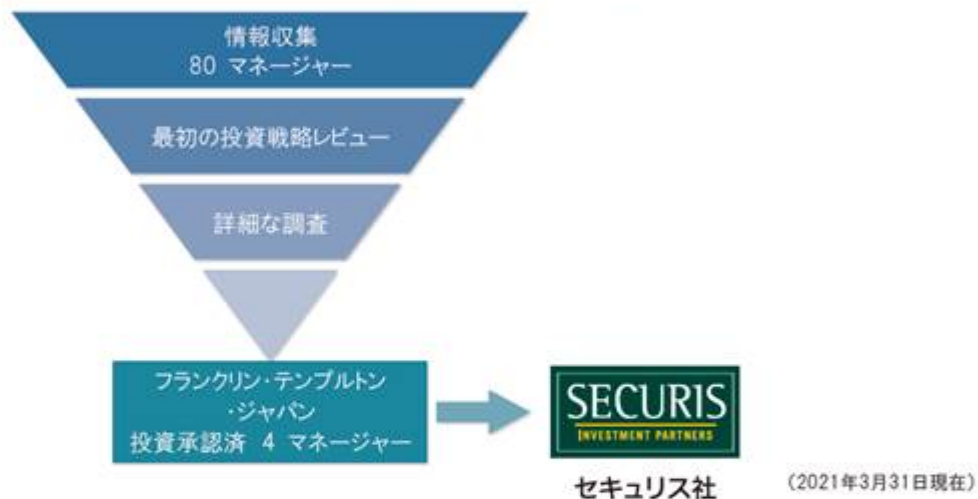 情報収集
80 マネージャー
最初の投資戦略レビュー
詳細な調査
フランクリン・テンプルトン
・ジャパン
投資承認済 4 マネージャー
SECURIS
INVESTMENT PARTNERS
セキュリス社
(2021年3月31日現在)